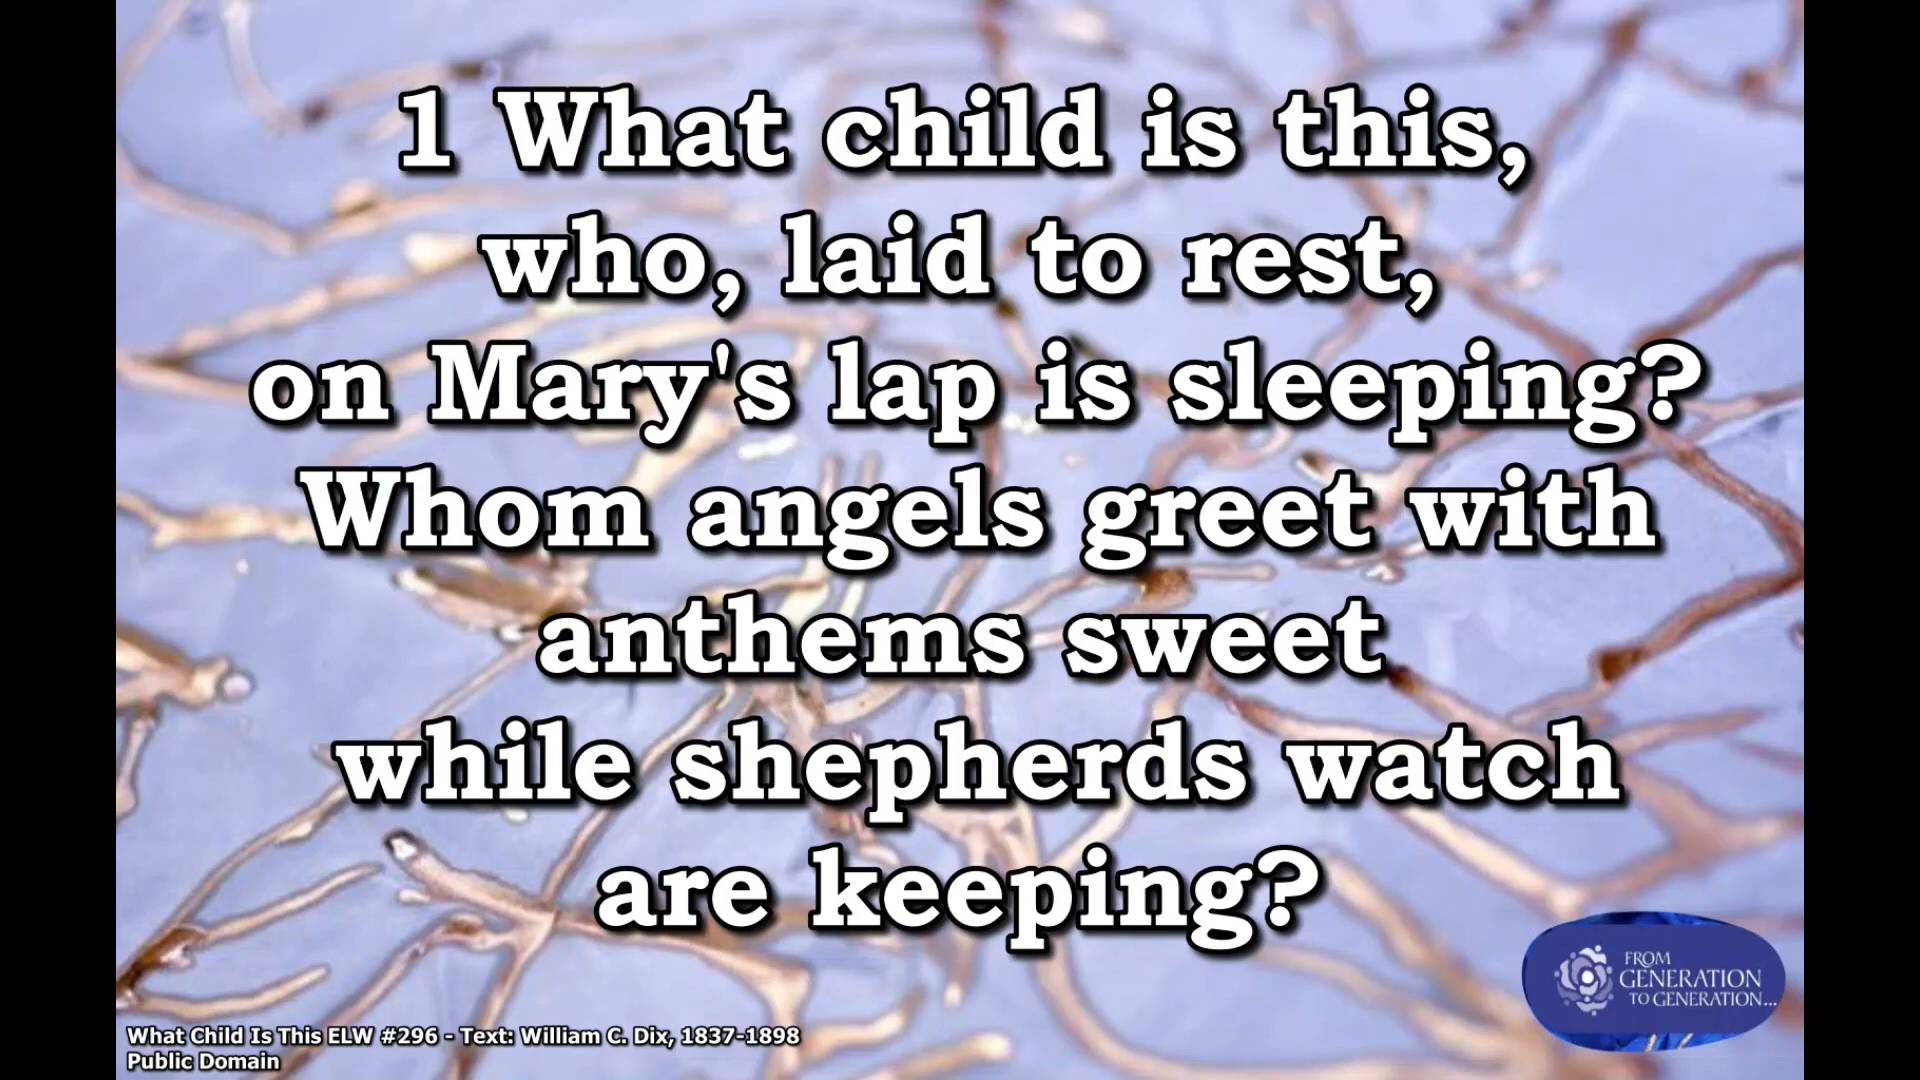 1 What child is this,
who, laid to rest,
on Mary's lap is sleeping?
Whom angels greet with
anthems sweet
while shepherds watch
are keeping?
FROM
GENERATION
TO GENERATION...
What Child Is This ELW #296 - Text: William C. Dix, 1837-1898
Public Domain